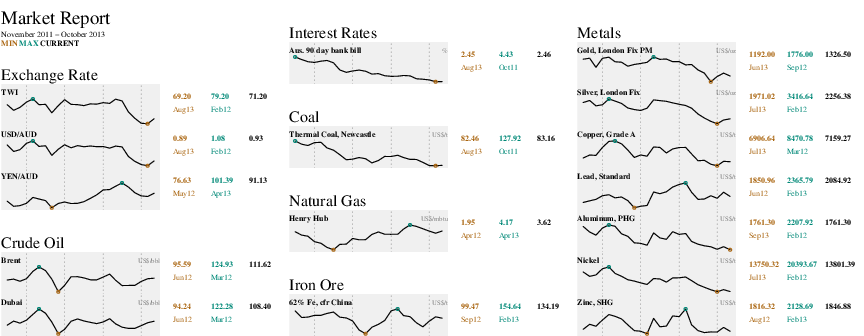 Market Report
November 2011 – October 2013
MIN MAX CURRENT
Exchange Rate
TWI
69.20 79.20 71.20
Aug13 Feb12
USD/AUD
0.89 1.08 0.93
Aug13 Feb12
YEN/AUD
76.63 101.39 91.13
May12 Apr13
Crude Oil
Brent US$/bbl
95.59 124.93 111.62
Jun12 Mar12
Dubai US$/bbl
94.24 122.28 108.40
Jun12 Mar12
Interest Rates
Aus. 90 day bank bill %
2.45 4.43 2.46
Aug13 Oct11
Coal
Thermal Coal, Newcastle US$/t
82.46 127.92 83.16
Aug13 Oct11
Natural Gas
Henry Hub US$/mbtu
1.95 4.17 3.62
Apr12 Apr13
Iron Ore
62% Fe, cfr China US$/t
99.47 154.64 134.19
Sep12 Feb13
Metals
Gold, London Fix PM US$/oz
1192.00 1776.00 1326.50
Jun13 Sep12
Silver, London Fix US$/oz
1971.02 3416.64 2256.38
Jul13 Feb12
Copper, Grade A US$/t
6906.64 8470.78 7159.27
Jul13 Mar12
Lead, Standard US$/t
1850.96 2365.79 2084.92
Jun12 Feb13
Aluminum, PHG US$/t
1761.30 2207.92 1761.30
Sep13 Feb12
Nickel US$/t
13750.32 20393.67 13801.39
Jul13 Feb12
Zinc, SHG US$/t
1816.32 2128.69 1846.88
Jun12 Feb13